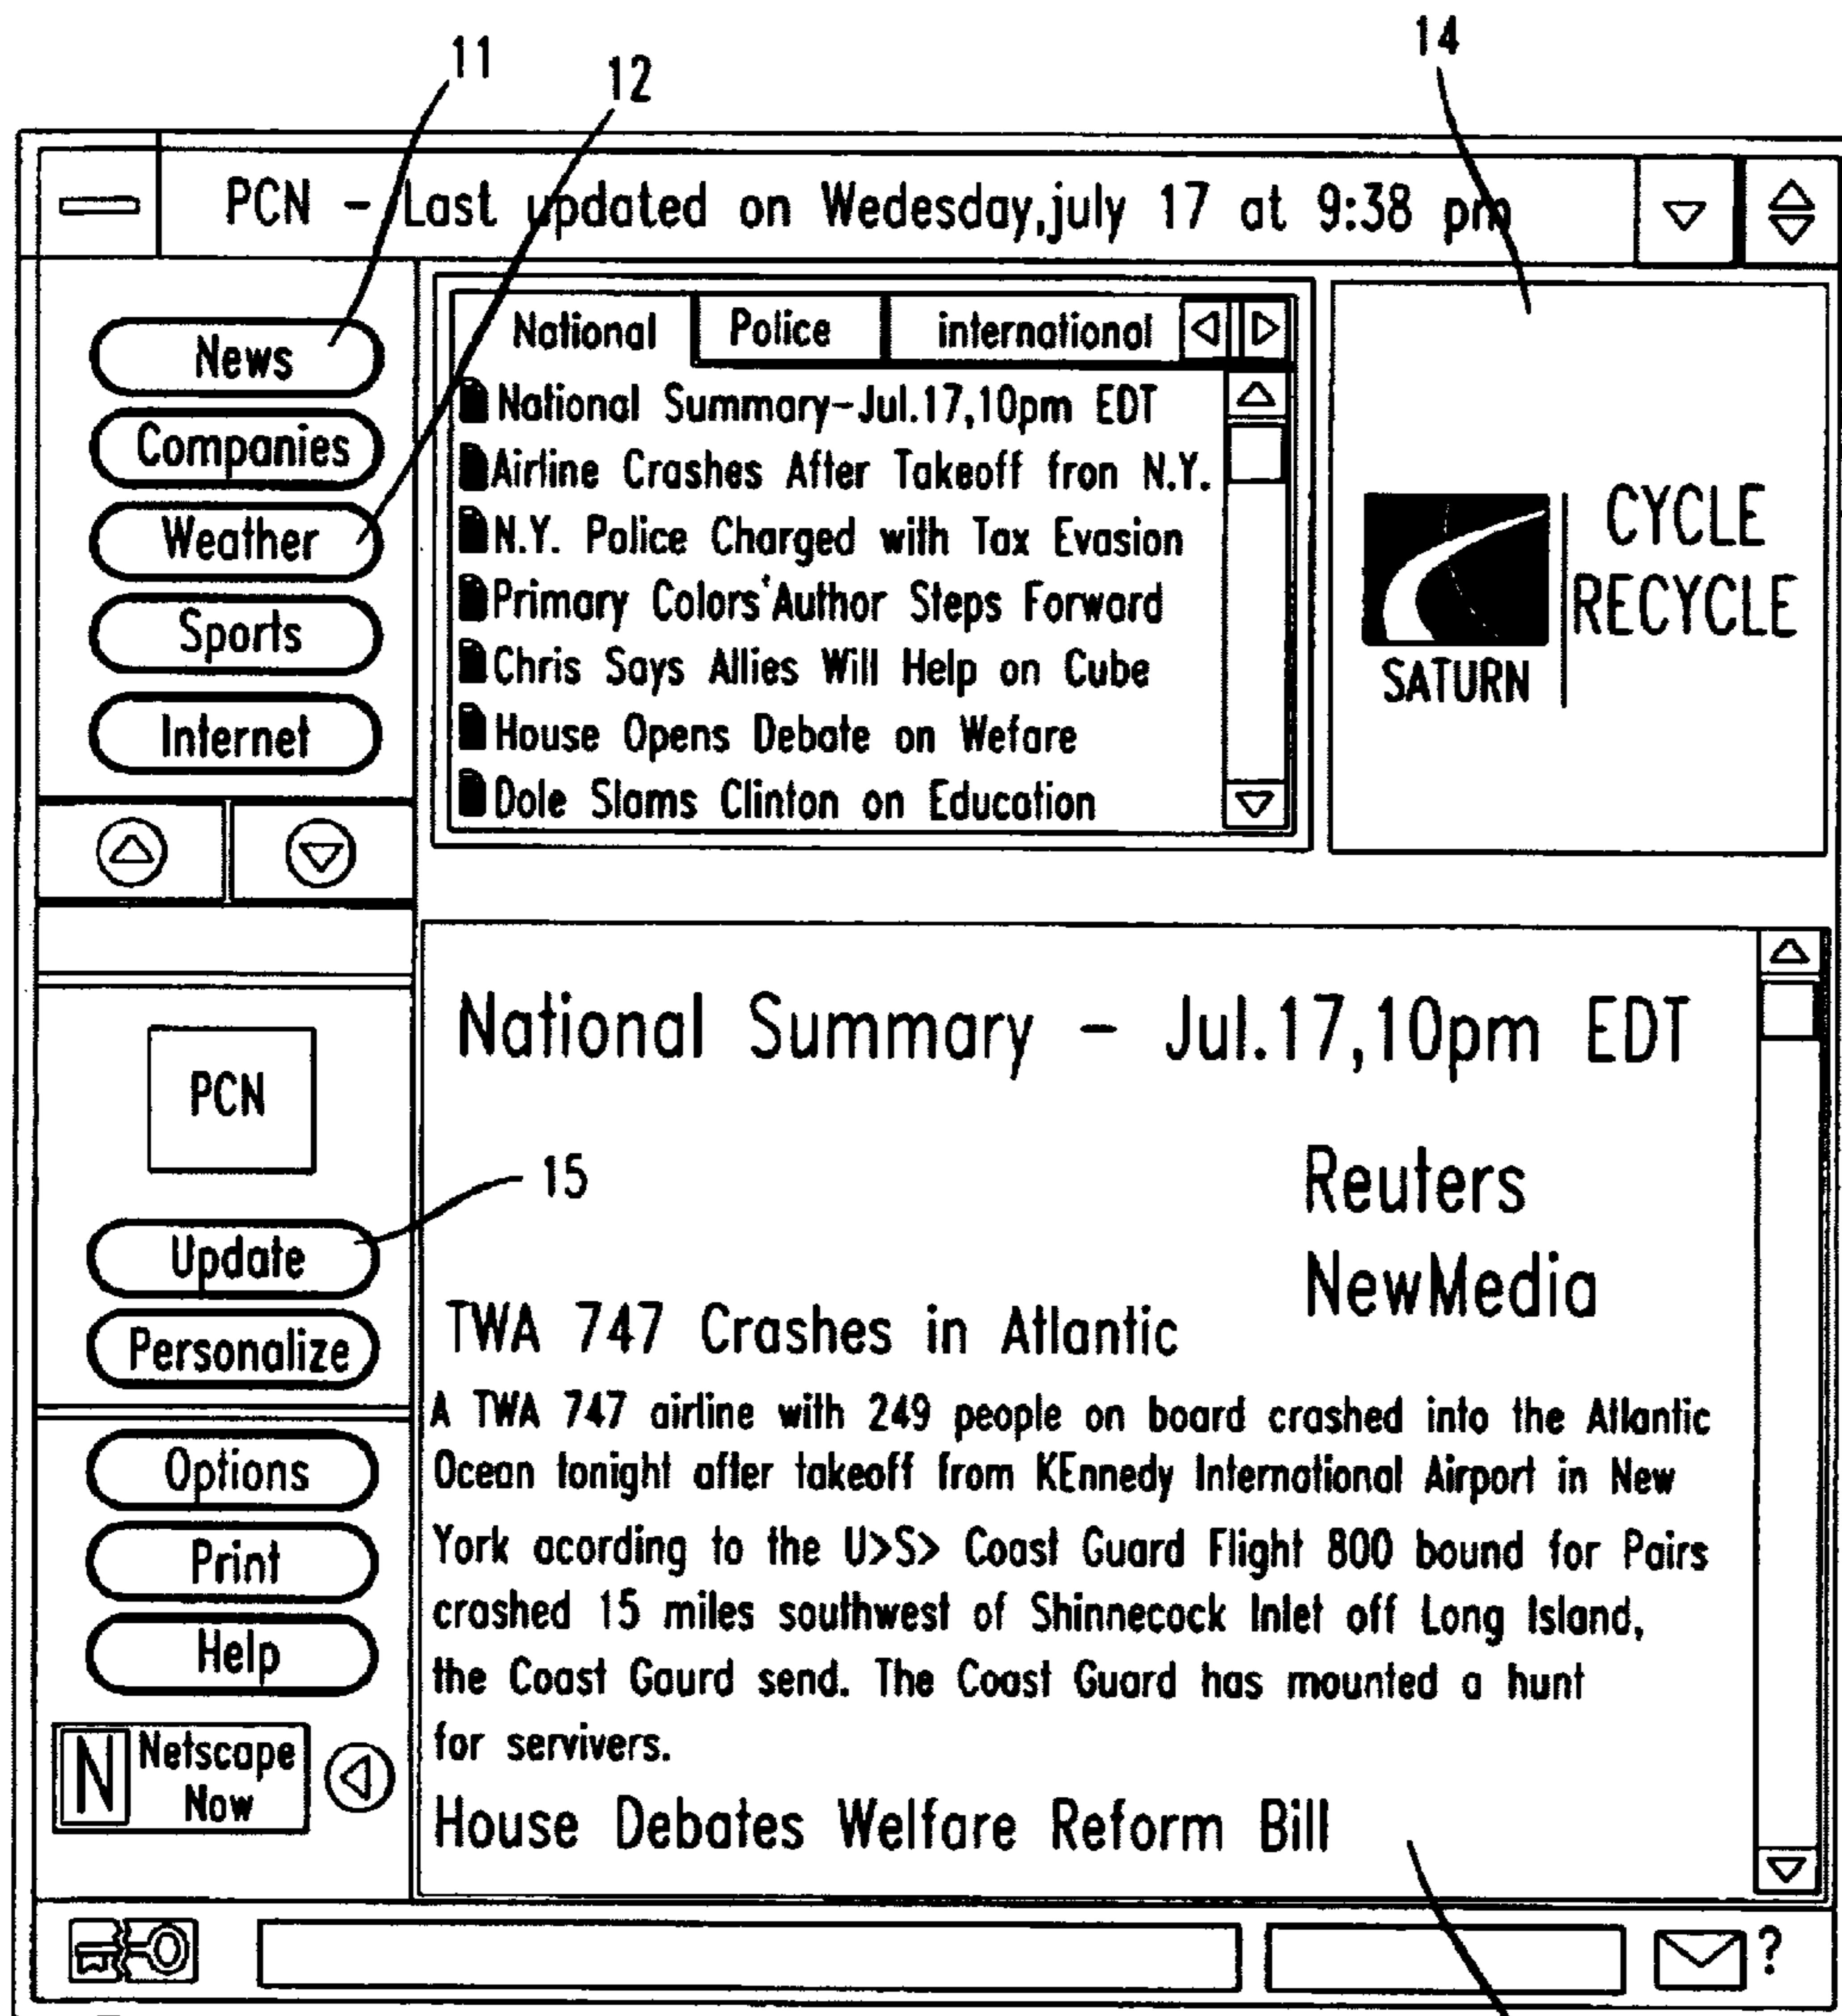 11
12
14
PCN - Last updated on Wedesday,july 17 at 9:38 pm
News
Companies
Weather
Sports
Internet
National Police international
National Summary-Jul.17,10pm EDT
Airline Crashes After Takeoff fron N.Y.
N.Y. Police Charged with Tax Evasion
Primary Colors'Author Steps Forward
Chris Says Allies Will Help on Cube
House Opens Debate on Wefare
Dole Slams Clinton on Education
SATURN
CYCLE
RECYCLE
PCN
15
Update
Personalize
Options
Print
Help
N Netscape
Now
National Summary - Jul.17,10pm EDT
Reuters
NewMedia
TWA 747 Crashes in Atlantic
A TWA 747 airline with 249 people on board crashed into the Atlantic
Ocean tonight after takeoff from KEnnedy International Airport in New
York acording to the U>S> Coast Guard Flight 800 bound for Pairs
crashed 15 miles southwest of Shinnecock Inlet off Long Island,
the Coast Gaurd send. The Coast Guard has mounted a hunt
for servivers.
House Debates Welfare Reform Bill
?